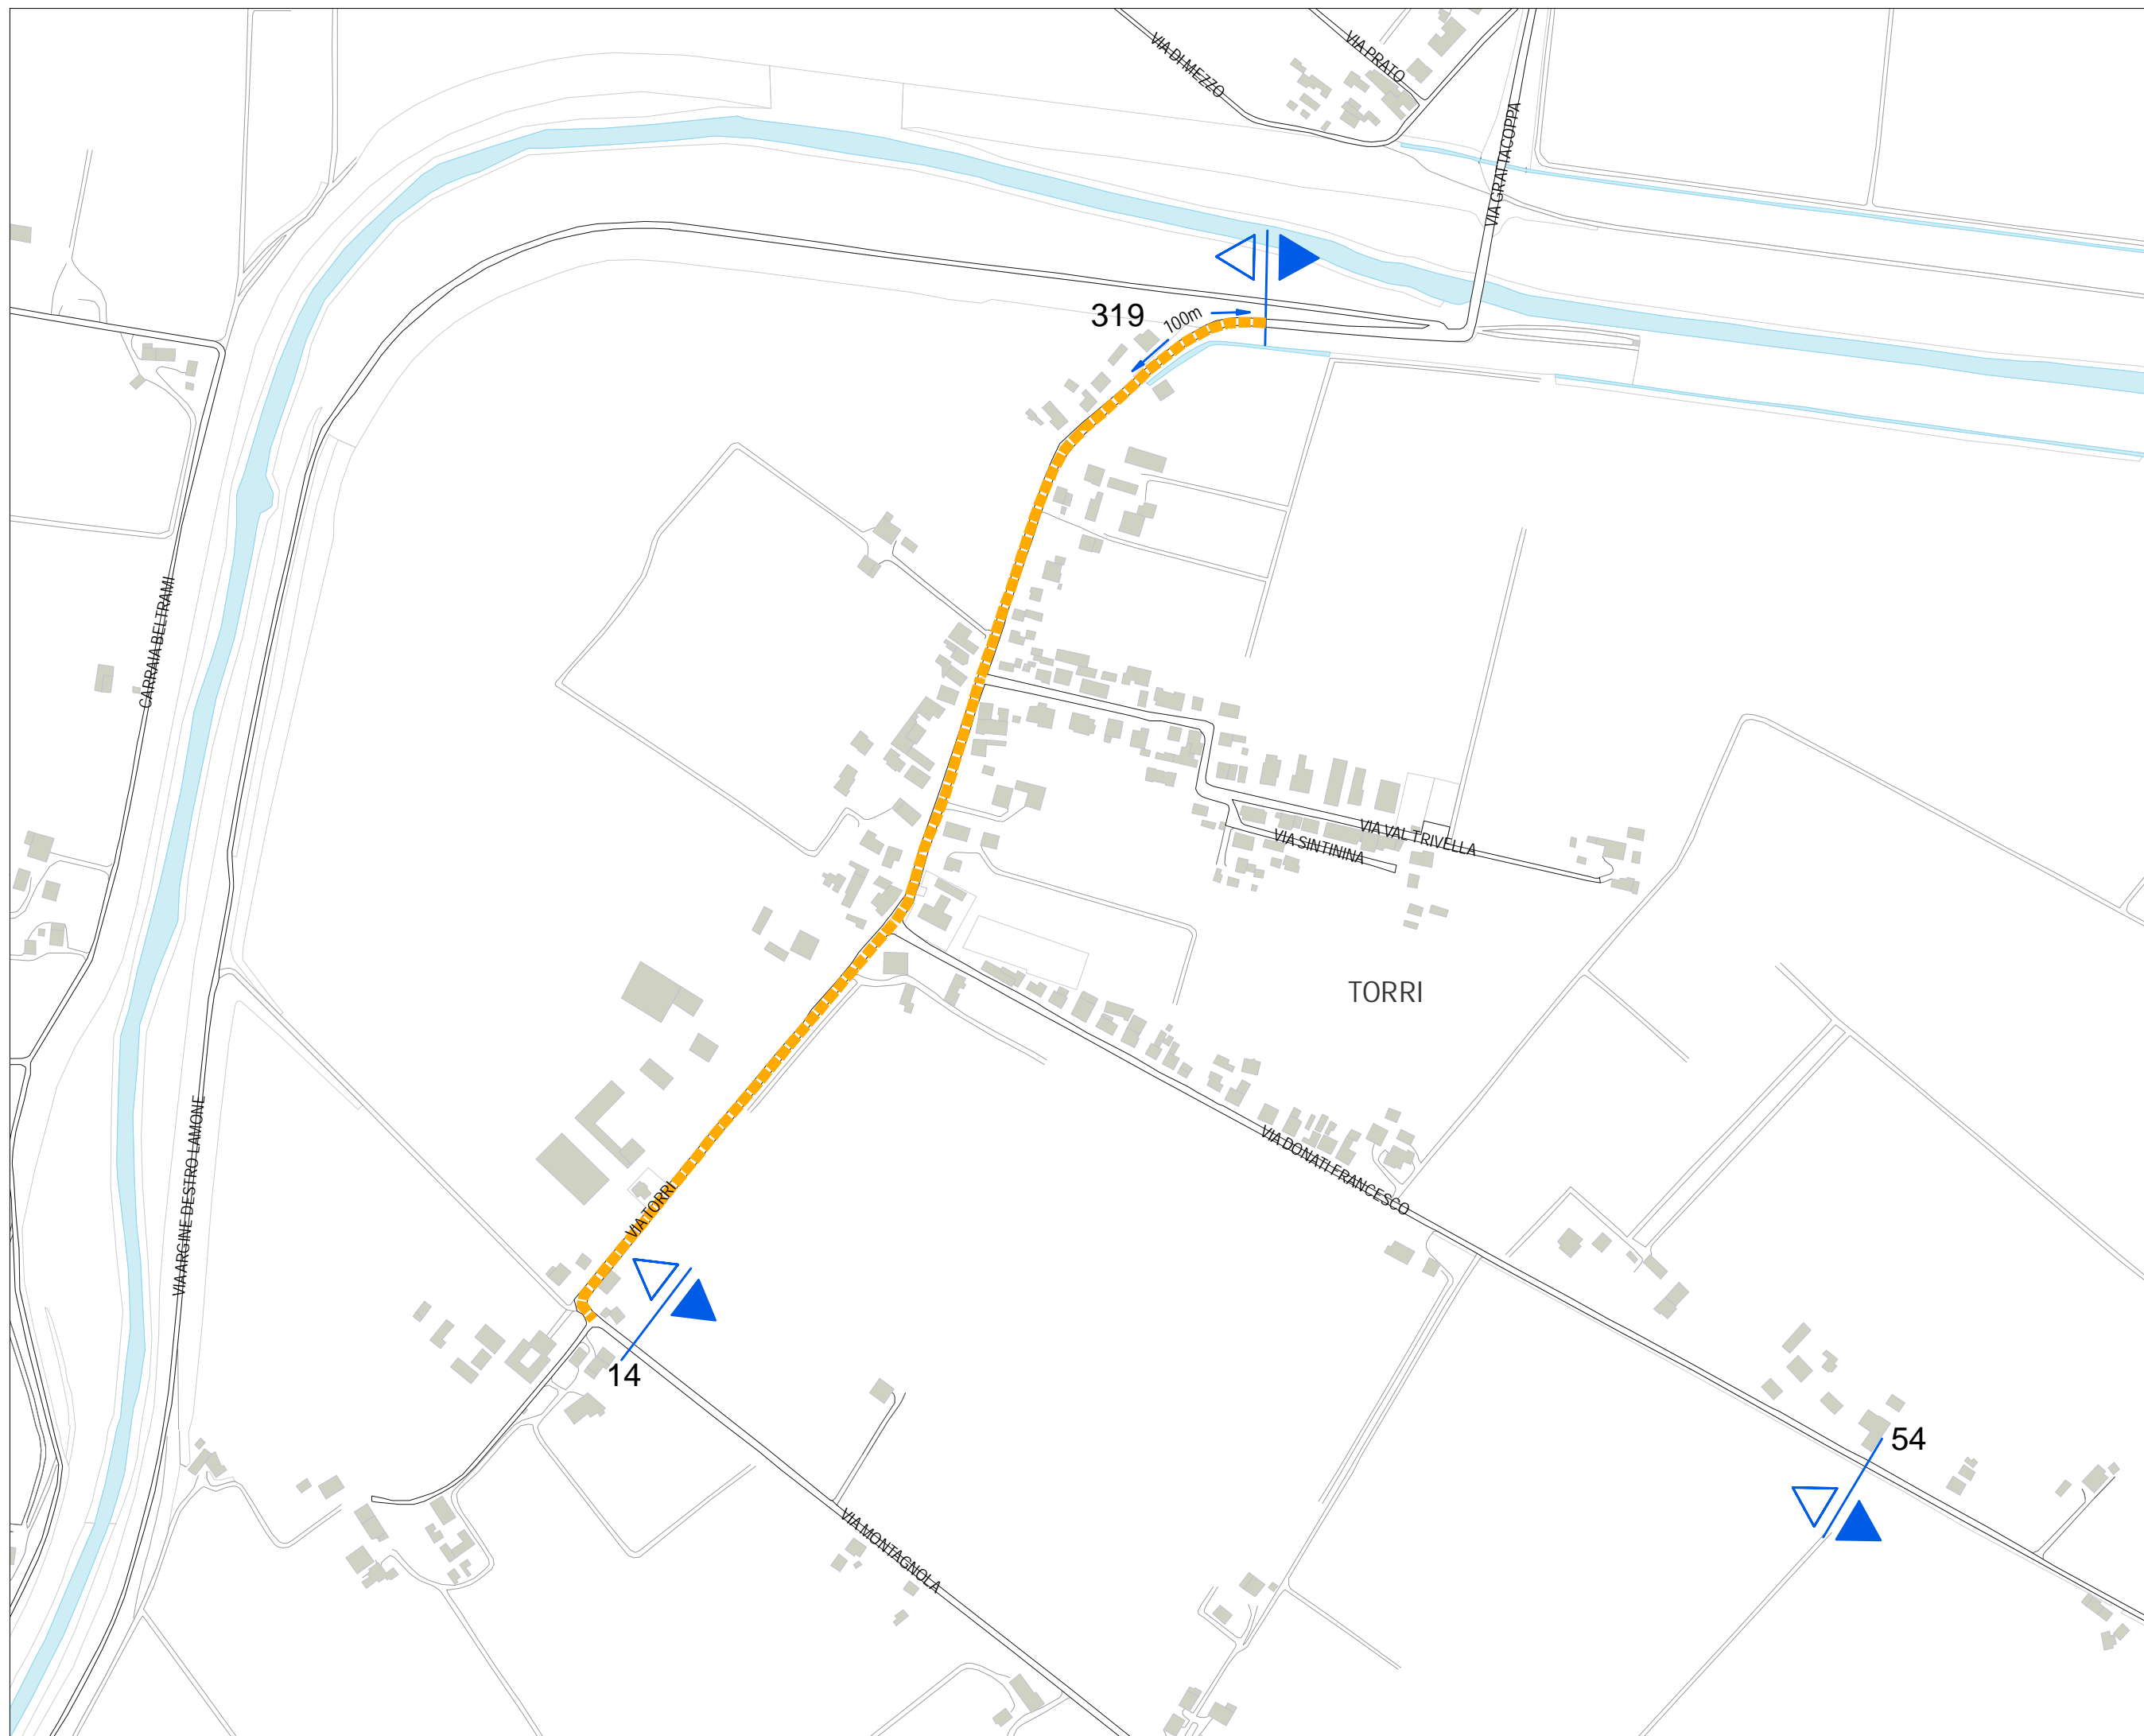 VIA DI MEZZO
VIA PRATO
VIA GRATTACOPPA
319
100m
CARRAIA BELTRAMI
VIA VAL TRIVELLA
VIA SINTININA
TORRI
VIA ARGINE DESTRO LAMONE
VIA DONATI FRANCESCO
VIA TORRI
14
54
VIA MONTAGNOLA